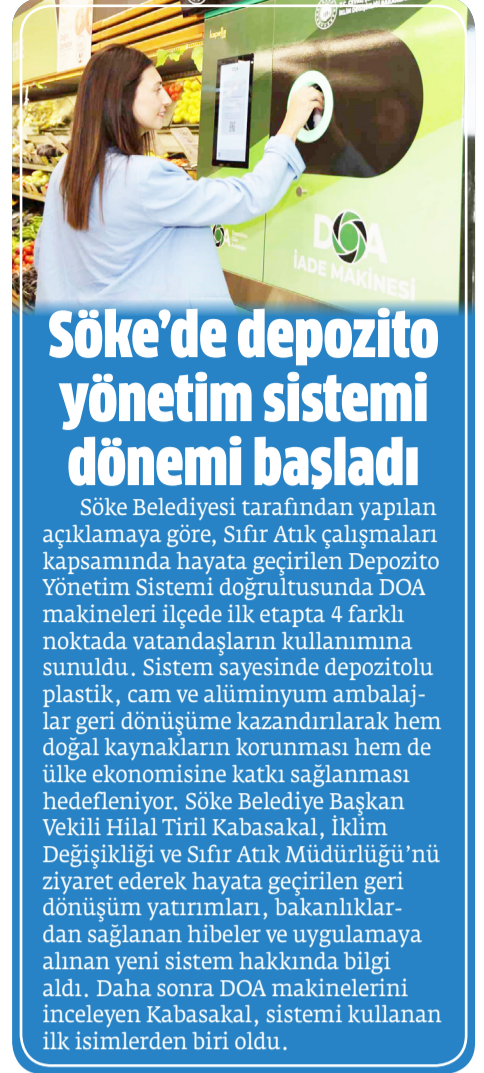 DOA
İADE MAKİNESİ
Söke’de depozito
yönetim sistemi
dönemi başladı
Söke Belediyesi tarafından yapılan
açıklamaya göre, Sıfır Atık çalışmaları
kapsamında hayata geçirilen Depozito
Yönetim Sistemi doğrultusunda DOA
makineleri ilçede ilk etapta 4 farklı
noktada vatandaşların kullanımına
sunuldu. Sistem sayesinde depozitolu
plastik, cam ve alüminyum ambalaj-
lar geri dönüşüme kazandırılarak hem
doğal kaynakların korunması hem de
ülke ekonomisine katkı sağlanması
hedefleniyor. Söke Belediye Başkan
Vekili Hilal Tiril Kabasakal, İklim
Değişikliği ve Sıfır Atık Müdürlüğü’nü
ziyaret ederek hayata geçirilen geri
dönüşüm yatırımları, bakanlıklar-
dan sağlanan hibeler ve uygulamaya
alınan yeni sistem hakkında bilgi
aldı. Daha sonra DOA makinelerini
inceleyen Kabasakal, sistemi kullanan
ilk isimlerden biri oldu.